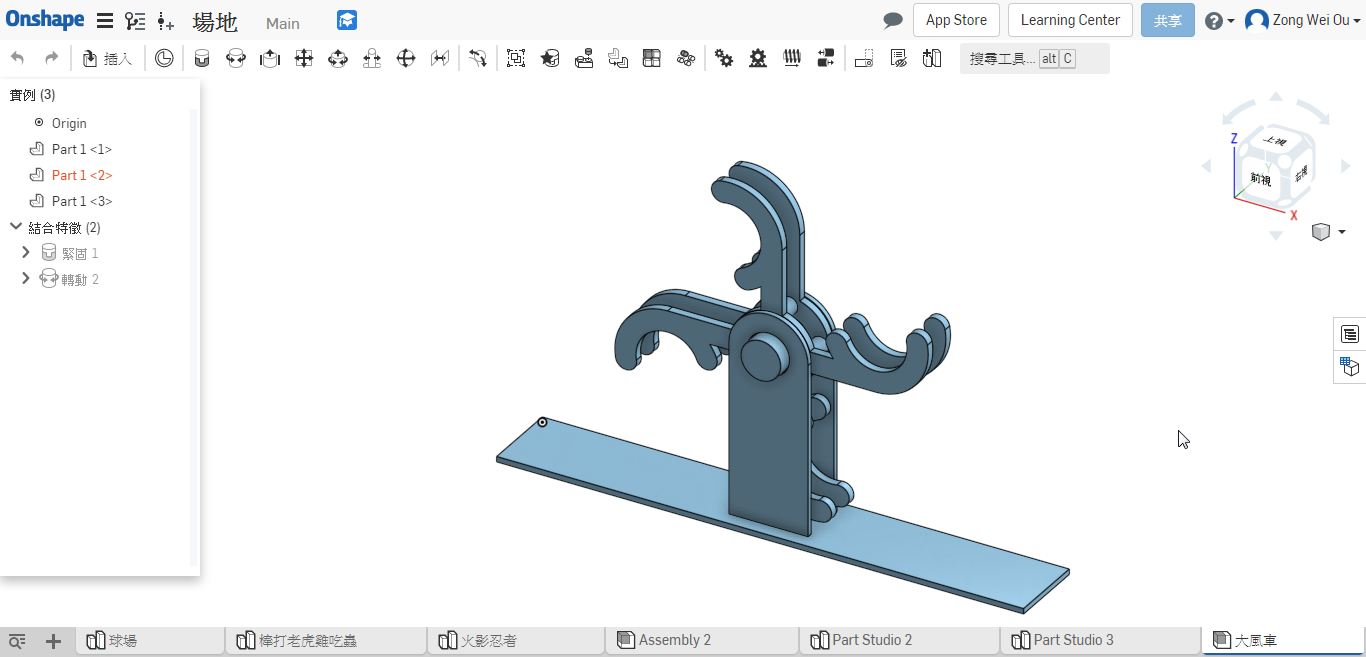 Onshape 場地 Main App Store Learning Center 共享 Zong Wei Ou
插入 搜尋工具... alt C
實例 (3)
Origin
Part 1 <1>
Part 1 <2>
Part 1 <3>
結合特徵 (2)
緊固 1
轉動 2
上視
Z
Y
前視
右視
X
球場 棒打老虎雞吃蟲 火影忍者 Assembly 2 Part Studio 2 Part Studio 3 大風車